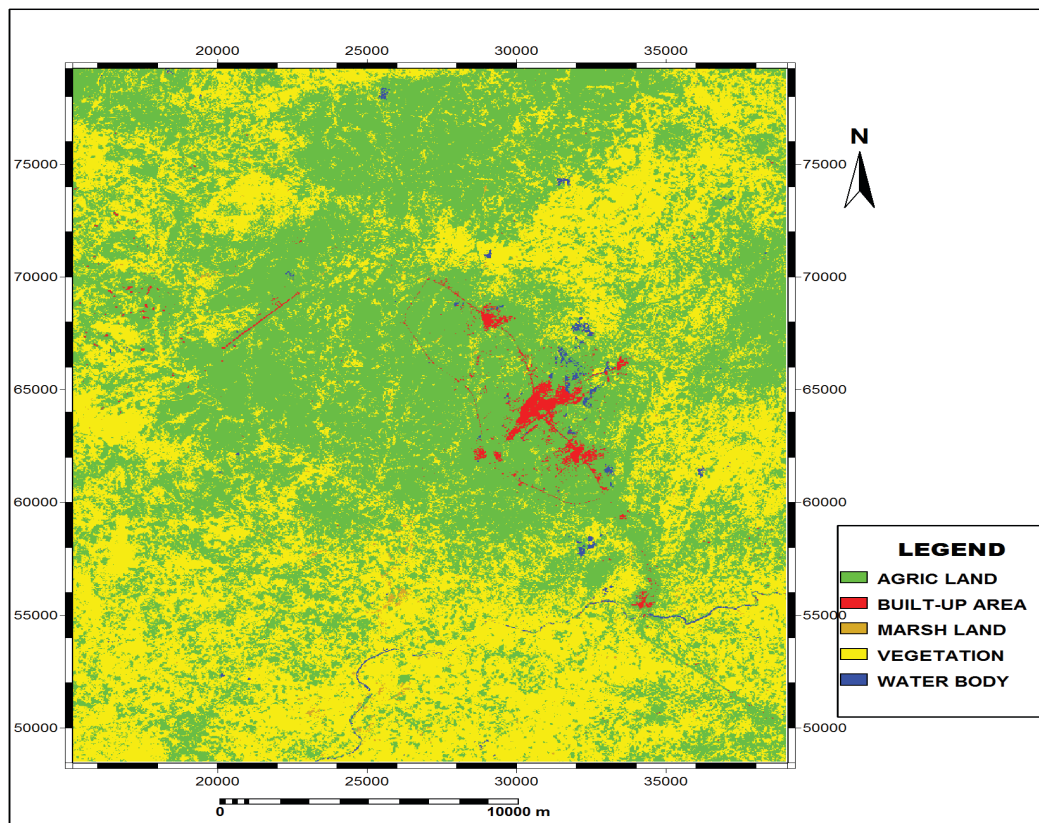 20000 25000 30000 35000
N
75000 75000
70000 70000
65000 65000
60000 60000
LEGEND
AGRIC LAND
55000 55000
BUILT-UP AREA
MARSH LAND
VEGETATION
WATER BODY
50000 50000
20000 25000 30000 35000
0 10000 m